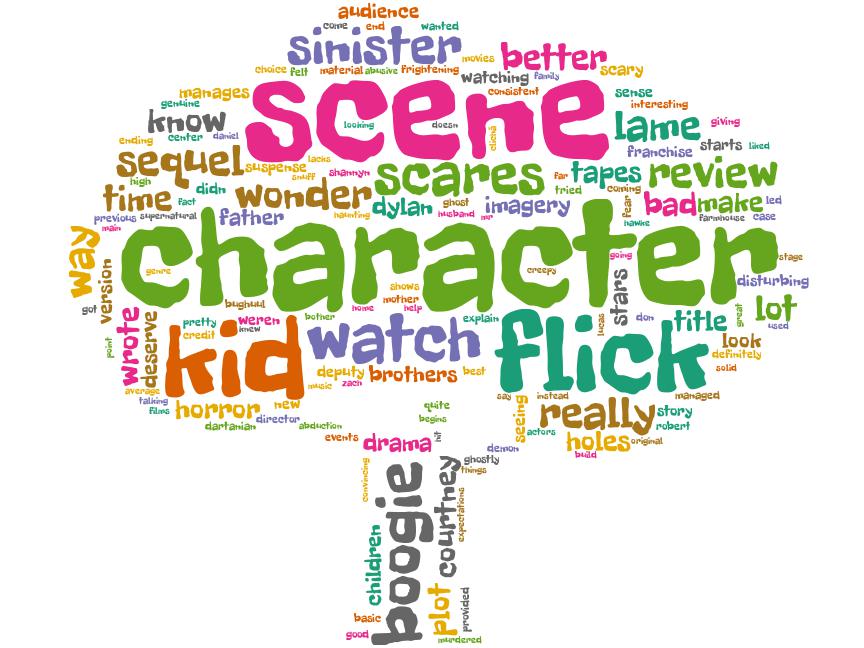 audience
come end wanted
sinister movies better
choice felt material abusive frightening watching family scary
manages scene consistent sense
genuine interesting
know looking doesn cliché lame giving
center daniel
ending franchise starts liked
sequel suspense lacks scares far tapes review
high snuff shannyn tried coming
time fact didn wonder dylan ghost imagery fear bad make led
previous supernatural father haunting husband mr hawke farmhouse case
main
way character going stage
version genre creepy disturbing
got bughuul shows stars lot
mother
home help
wrote deserve pretty weren bother watch explain flick lucas don title great used
credit knew kid look
point definitely
deputy brothers best solid
average music zach
talking new say instead managed
films horror quite seeing really story
director begins actors robert
dartanian abduction
events drama hit holes original
demon build
convincing boogie courtney ghostly
things
expectations
children
plot provided
basic
good murdered